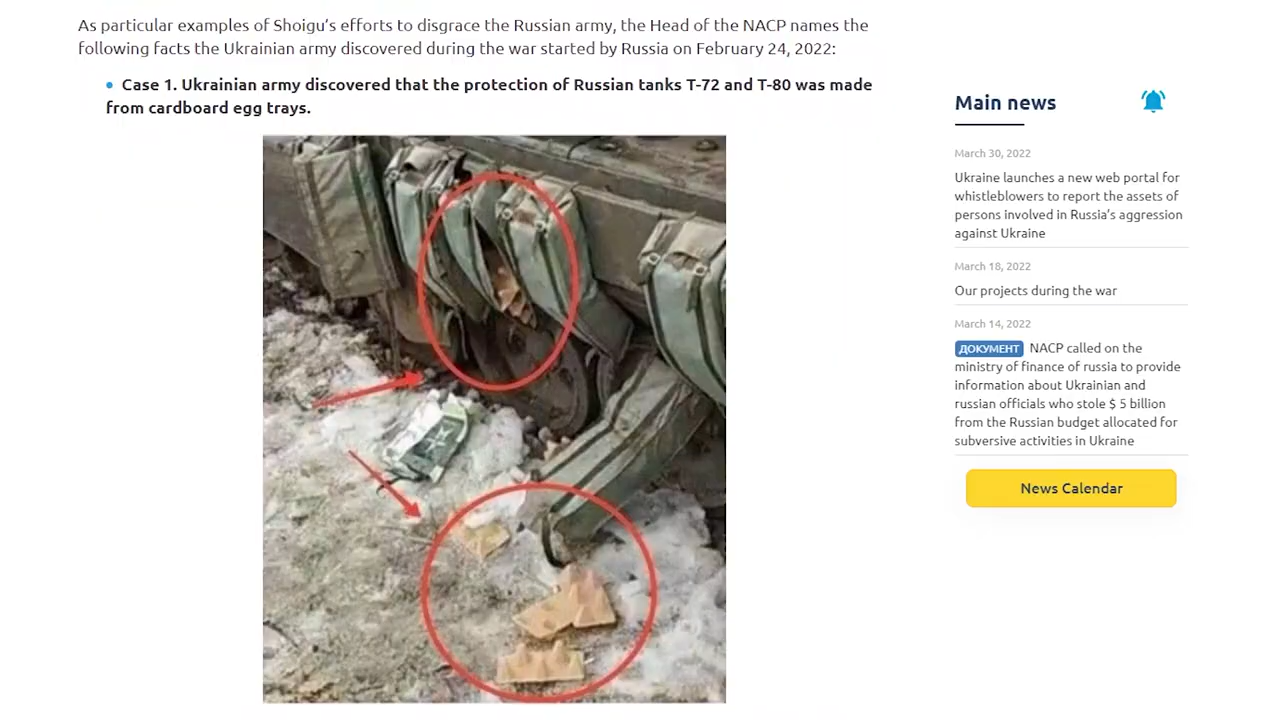 As particular examples of Shoigu's efforts to disgrace the Russian army, the Head of the NACP names the
following facts the Ukrainian army discovered during the war started by Russia on February 24, 2022:
Case 1. Ukrainian army discovered that the protection of Russian tanks T-72 and T-80 was made
from cardboard egg trays.
Main news
March 30, 2022
Ukraine launches a new web portal for
whistleblowers to report the assets of
persons involved in Russia's aggression
against Ukraine
March 18, 2022
Our projects during the war
March 14, 2022
ДОКУМЕНТ NACP called on the
ministry of finance of russia to provide
information about Ukrainian and
russian officials who stole $ 5 billion
from the Russian budget allocated for
subversive activities in Ukraine
News Calendar